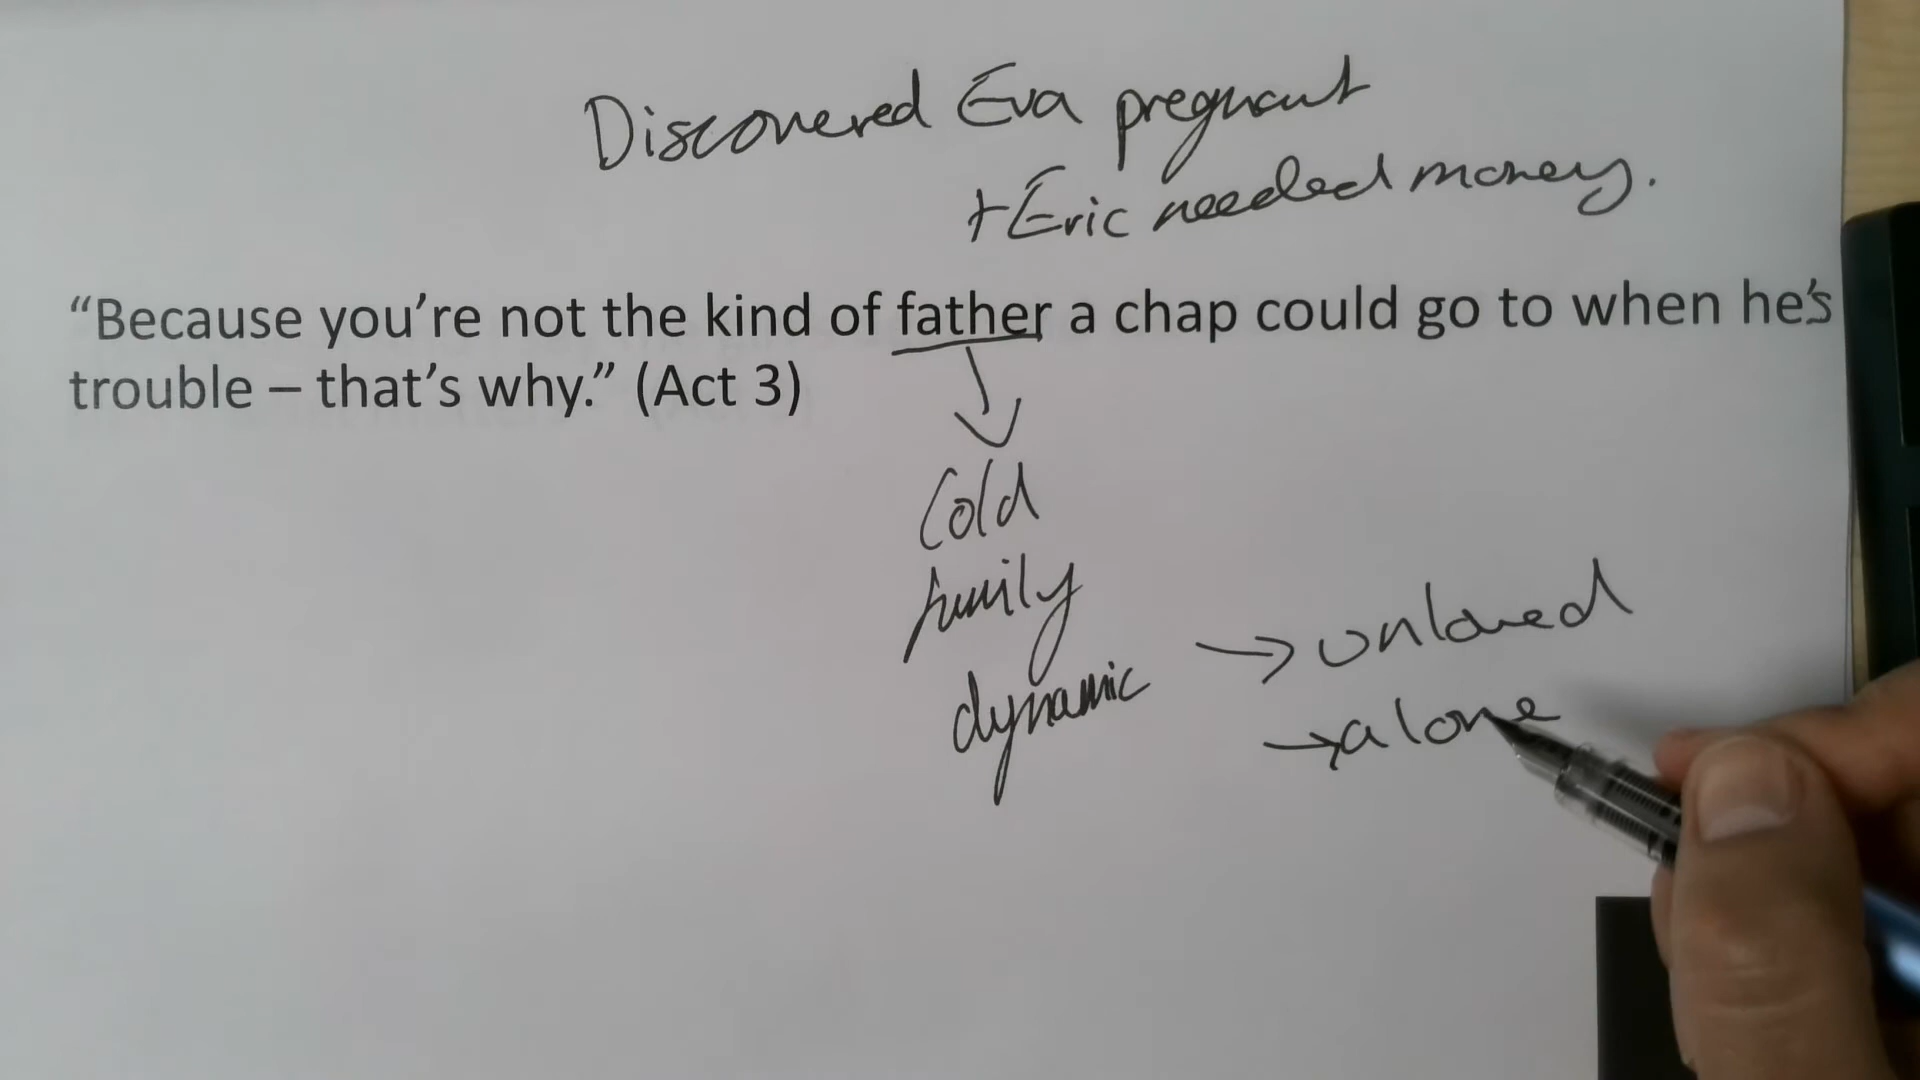 Discovered Eva pregnant
+ Eric needed money.
“Because you’re not the kind of father a chap could go to when he’s
trouble – that’s why.” (Act 3)
Cold
family
dynamic → unloved
→ alone